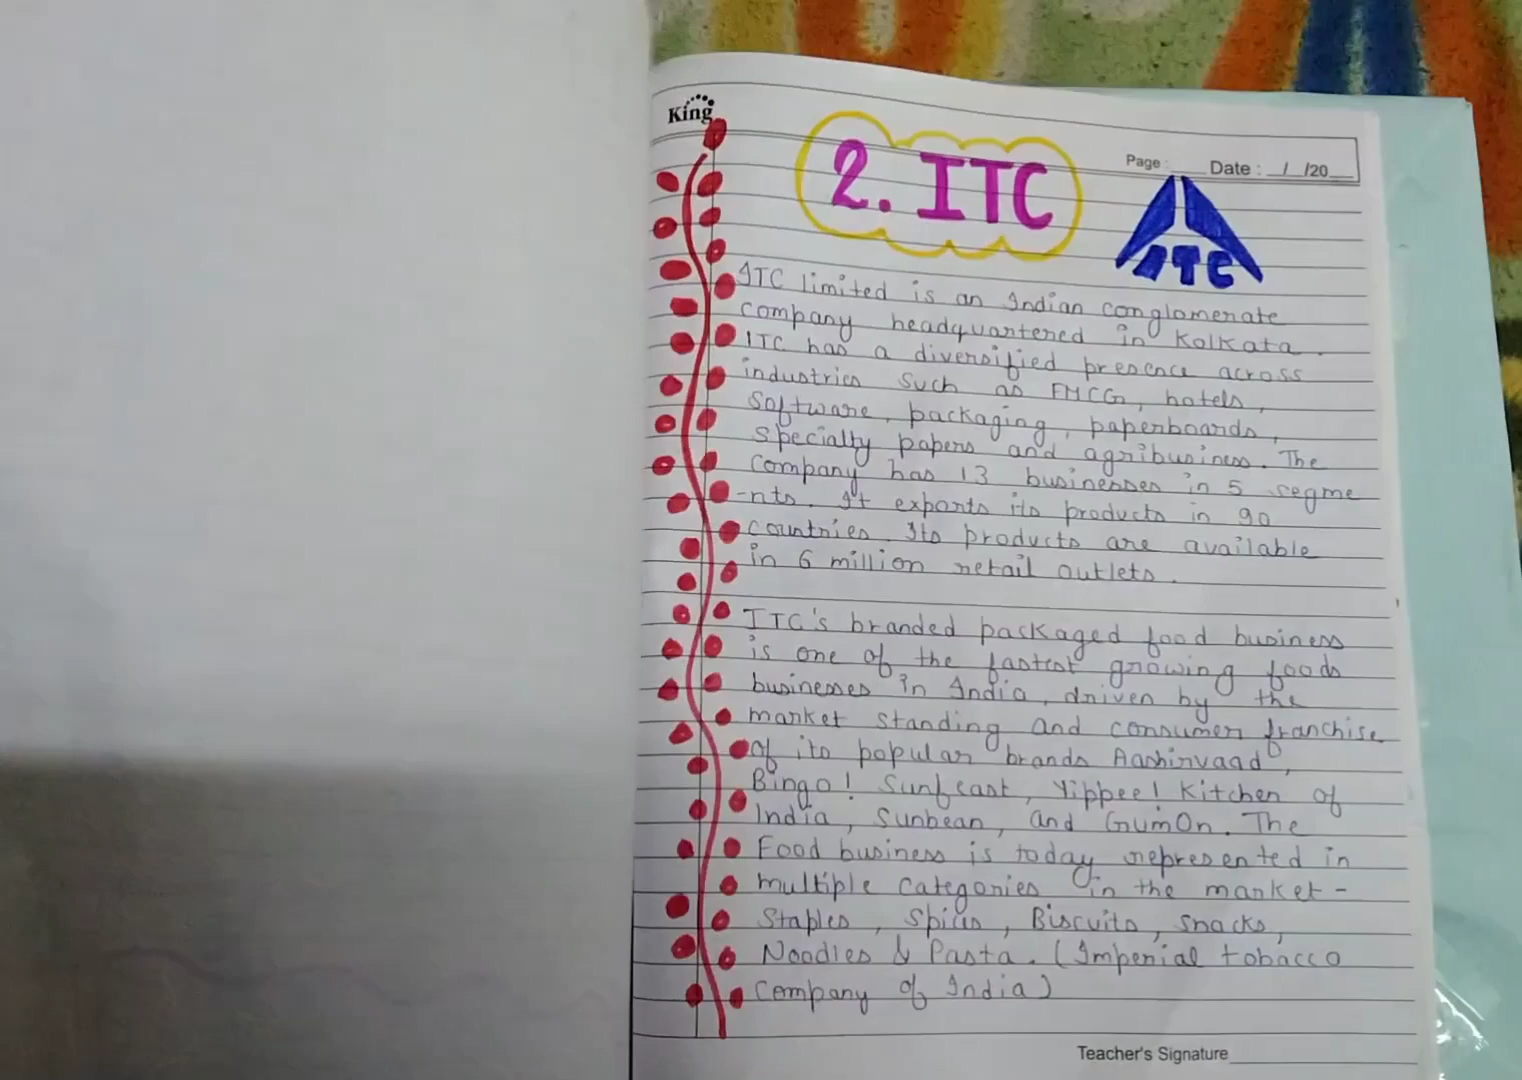 King
Page : ____ Date : __/__/20___
2. ITC
ITC
ITC limited is an Indian conglomerate
company headquartered in Kolkata.
ITC has a diversified presence across
industries such as FMCG, hotels,
Software, packaging, paperboards,
specialty papers and agribusiness. The
company has 13 businesses in 5 segme
-nts. It exports its products in 90
countries. Its products are available
in 6 million retail outlets.
ITC's branded packaged food business
is one of the fastest growing foods
businesses in India, driven by the
market standing and consumer franchise
of its popular brands Aashirvaad,
Bingo! Sunfeast, Yippee! Kitchen of
India, Sunbean, and GumOn. The
Food business is today represented in
multiple categories in the market -
Staples, Spices, Biscuits, snacks,
Noodles & Pasta. (Imperial tobacco
Company of India)
Teacher's Signature____________